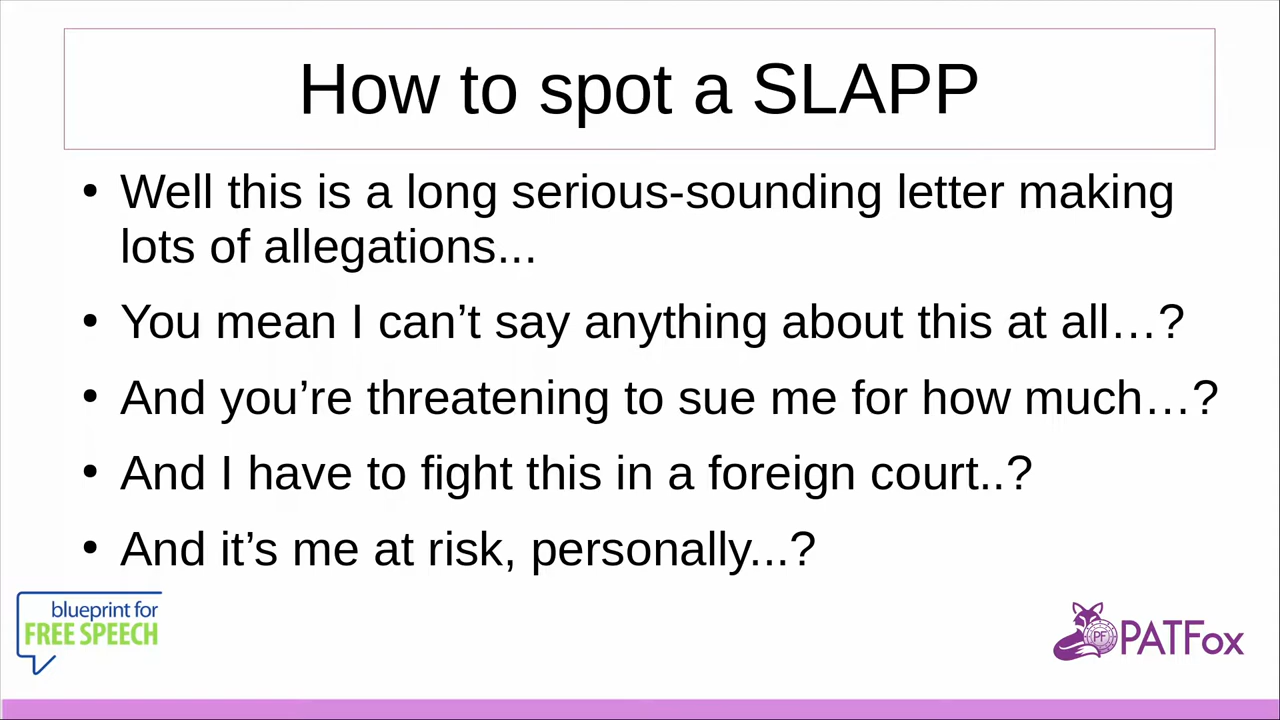 How to spot a SLAPP
• Well this is a long serious-sounding letter making
lots of allegations...
• You mean I can’t say anything about this at all…?
• And you’re threatening to sue me for how much…?
• And I have to fight this in a foreign court..?
• And it’s me at risk, personally...?
blueprint for
FREE SPEECH
PF
PATFox